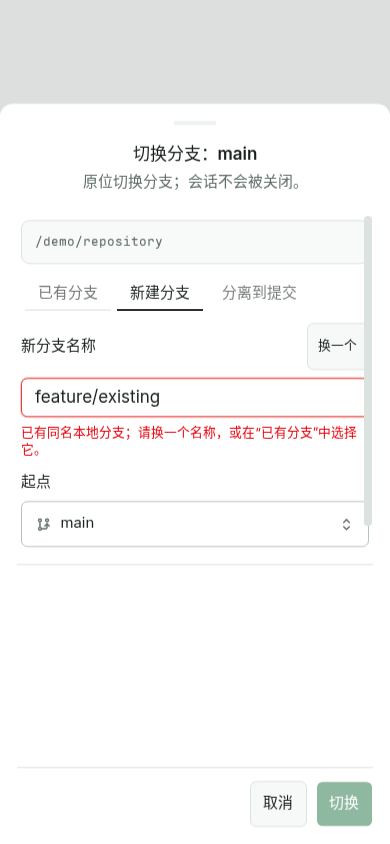 切换分支：main
原位切换分支；会话不会被关闭。
/demo/repository
已有分支 新建分支 分离到提交
新分支名称 换一个
feature/existing
已有同名本地分支；请换一个名称，或在“已有分支”中选择
它。
起点
main
取消 切换